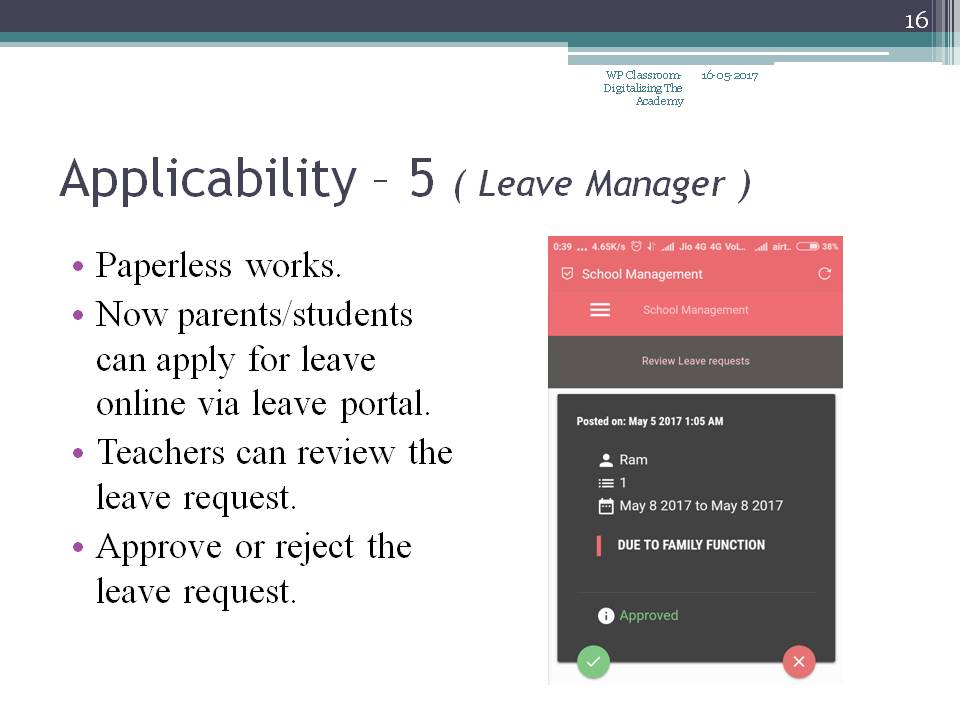 16
WP Classroom-
Digitalizing The
Academy
16-05-2017
Applicability – 5 ( Leave Manager )
• Paperless works.
• Now parents/students
can apply for leave
online via leave portal.
• Teachers can review the
leave request.
• Approve or reject the
leave request.
0:39 ... 4.65K/s Jio 4G 4G VoL... airt.. 38%
School Management
School Management
Review Leave requests
Posted on: May 5 2017 1:05 AM
Ram
1
May 8 2017 to May 8 2017
DUE TO FAMILY FUNCTION
Approved